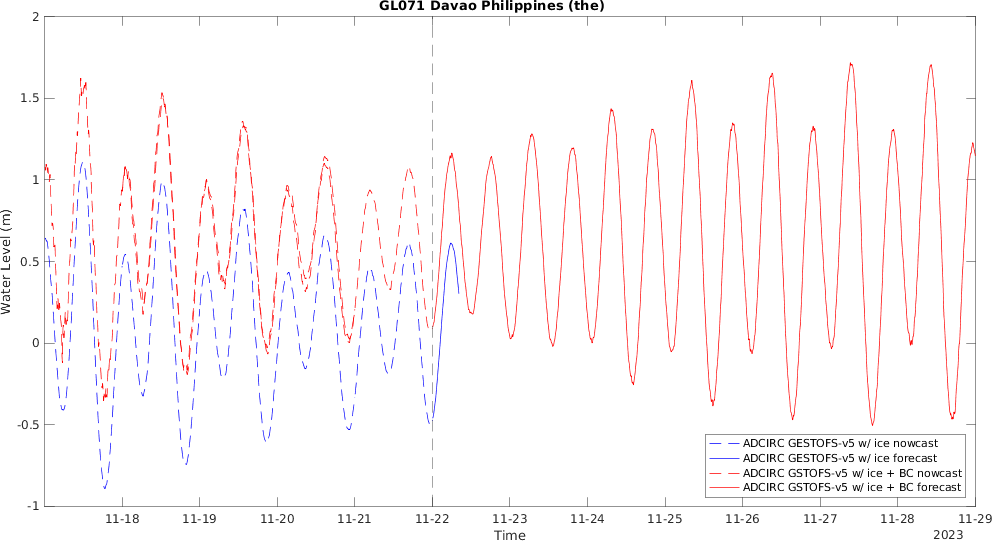 GL071 Davao Philippines (the)
2
1.5
1
0.5
0
-0.5
-1
Water Level (m)
11-18
11-19
11-20
11-21
11-22
11-23
11-24
11-25
11-26
11-27
11-28
11-29
Time
2023
ADCIRC GESTOFS-v5 w/ ice nowcast
ADCIRC GESTOFS-v5 w/ ice forecast
ADCIRC GSTOFS-v5 w/ ice + BC nowcast
ADCIRC GSTOFS-v5 w/ ice + BC forecast